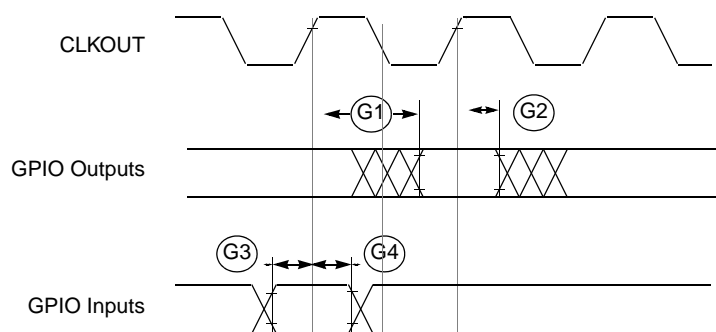 CLKOUT
G1
G2
GPIO Outputs
G3
G4
GPIO Inputs